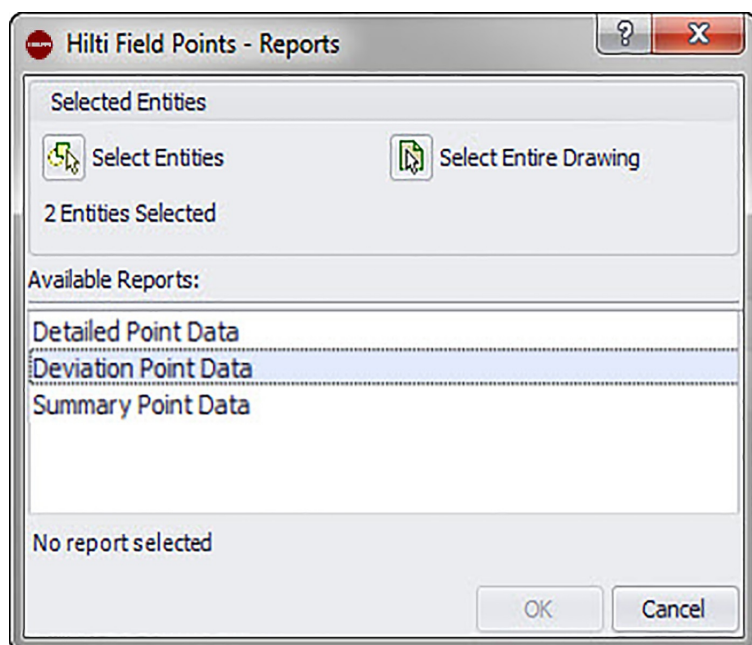 Hilti Field Points - Reports
Selected Entities
Select Entities Select Entire Drawing
2 Entities Selected
Available Reports:
Detailed Point Data
Deviation Point Data
Summary Point Data
No report selected
OK Cancel